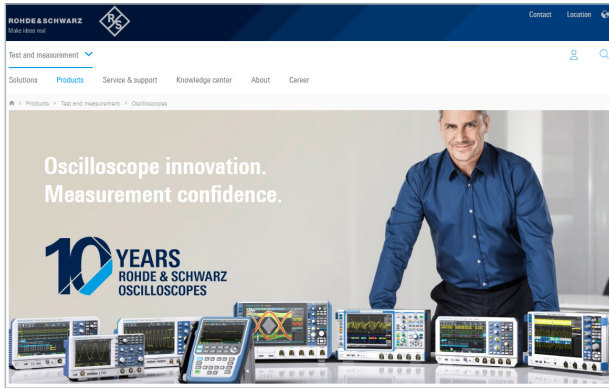 ROHDE&SCHWARZ
Make ideas real
R&S
Contact Location
Test and measurement
Solutions Products Service & support Knowledge center About Career
Products Test and measurement Oscilloscopes
Oscilloscope innovation.
Measurement confidence.
10 YEARS
ROHDE & SCHWARZ
OSCILLOSCOPES